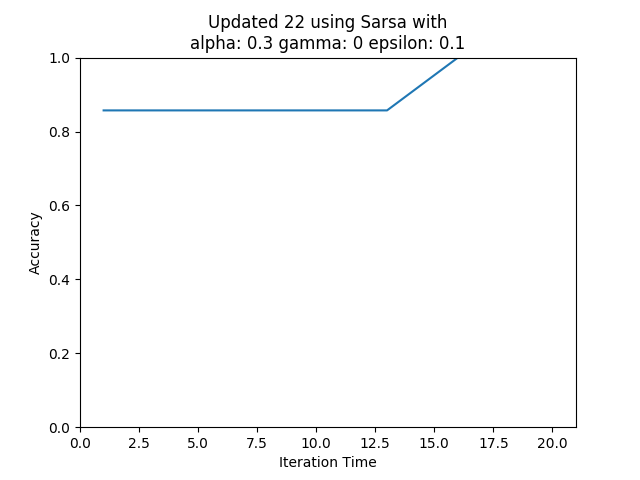 Updated 22 using Sarsa with
alpha: 0.3 gamma: 0 epsilon: 0.1
1.0
0.8
0.6
0.4
0.2
0.0
Accuracy
0.0 2.5 5.0 7.5 10.0 12.5 15.0 17.5 20.0
Iteration Time